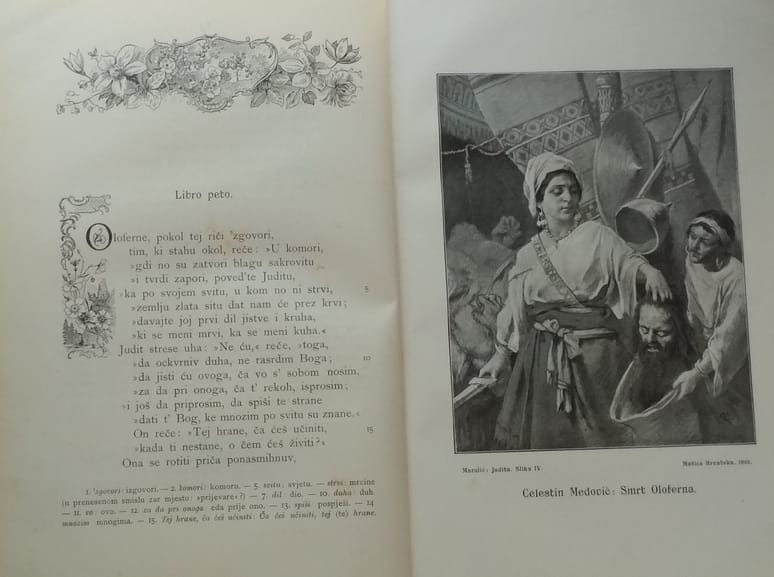 Libro peto.
Oloferne, pokol tej riči 'zgovori,
tim, ki stahu okol, reče: »U komori,
»gdi no su zatvori blagu sakrovitu
»i tvrdi zapori, poved'te Juditu,
»ka po svojem svitu, u kom no ni strvi, 5
»zemlju zlata situ dat nam će prez krvi;
»davajte joj prvi dil jistve i kruha,
»ki se meni mrvi, ka se meni kuha.«
Judit strese uha: »Ne ću,« reče, »toga,
»da ockvrniv duha, ne rasrdim Boga; 10
»da jisti ću ovoga, ča vo s' sobom nosim,
»za da pri onoga, ča t' rekoh, isprosim;
»i još da priprosim, da spiši te strane
»dati t' Bog, ke mnozim po svitu su znane.«
On reče: »Tej hrane, ča ćeš učiniti, 15
»kada ti nestane, o čem ćeš živiti?«
Ona se rotiti priča ponasmihnuv,
1. 'zgovori: izgovori. — 2. komori: komoru. — 5. svitu: svjetu. — strvi: mrcine
(u prenesenom smislu zar mjesto: »prijevare«?) — 7. dil: dio. — 10. duha: duh
— 11. vo: ovo. — 12. za da pri onoga: eda prije ono. — 13. spiši: pospješi. — 14.
mnozim: mnogima. — 15. Tej hrane, ča ćeš učiniti: Ča ćeš učiniti, tej (te) hrane.
Marulić: Judita. Slika IV.
Matica Hrvatska.
Celestin Medović: Smrt Oloferna.